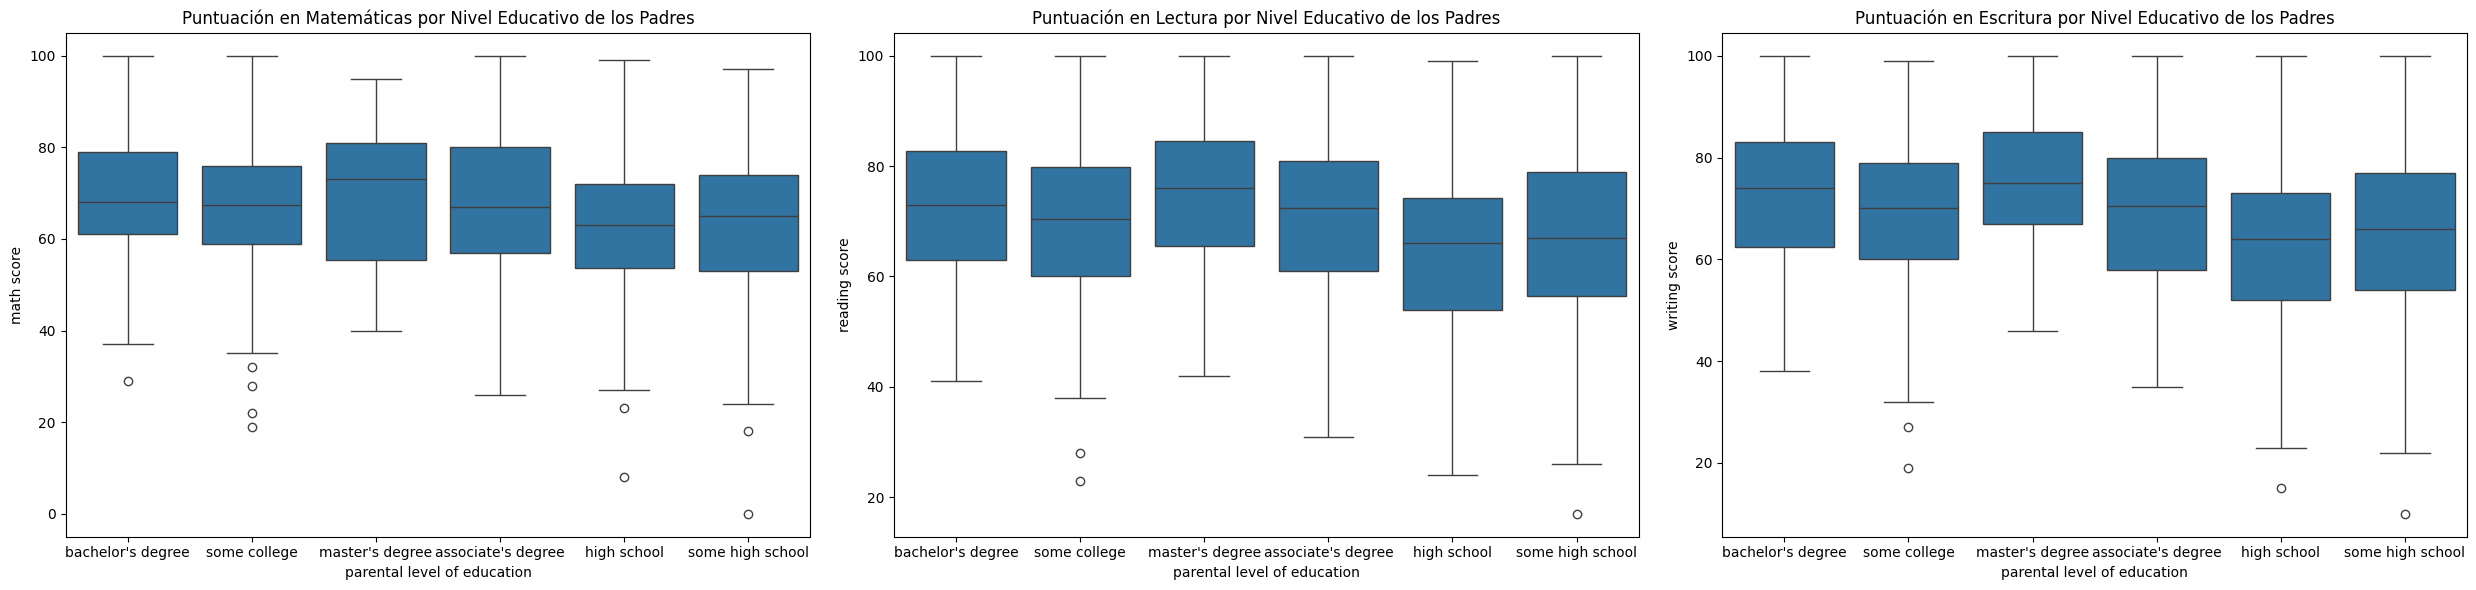 Puntuación en Matemáticas por Nivel Educativo de los Padres
math score
100
80
60
40
20
0
bachelor's degree some college master's degree associate's degree high school some high school
parental level of education
Puntuación en Lectura por Nivel Educativo de los Padres
reading score
100
80
60
40
20
bachelor's degree some college master's degree associate's degree high school some high school
parental level of education
Puntuación en Escritura por Nivel Educativo de los Padres
writing score
100
80
60
40
20
bachelor's degree some college master's degree associate's degree high school some high school
parental level of education